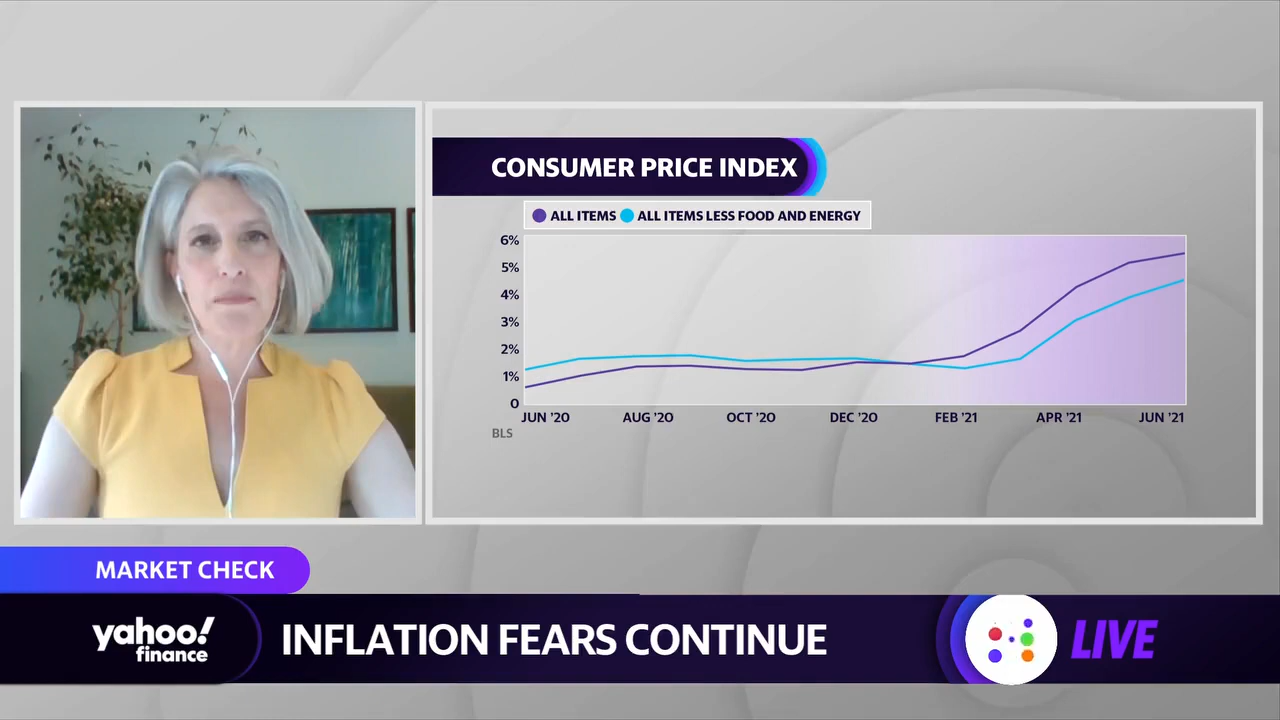 CONSUMER PRICE INDEX
ALL ITEMS ALL ITEMS LESS FOOD AND ENERGY
6%
5%
4%
3%
2%
1%
0
JUN '20 AUG '20 OCT '20 DEC '20 FEB '21 APR '21 JUN '21
BLS
MARKET CHECK
yahoo!
finance
INFLATION FEARS CONTINUE
LIVE